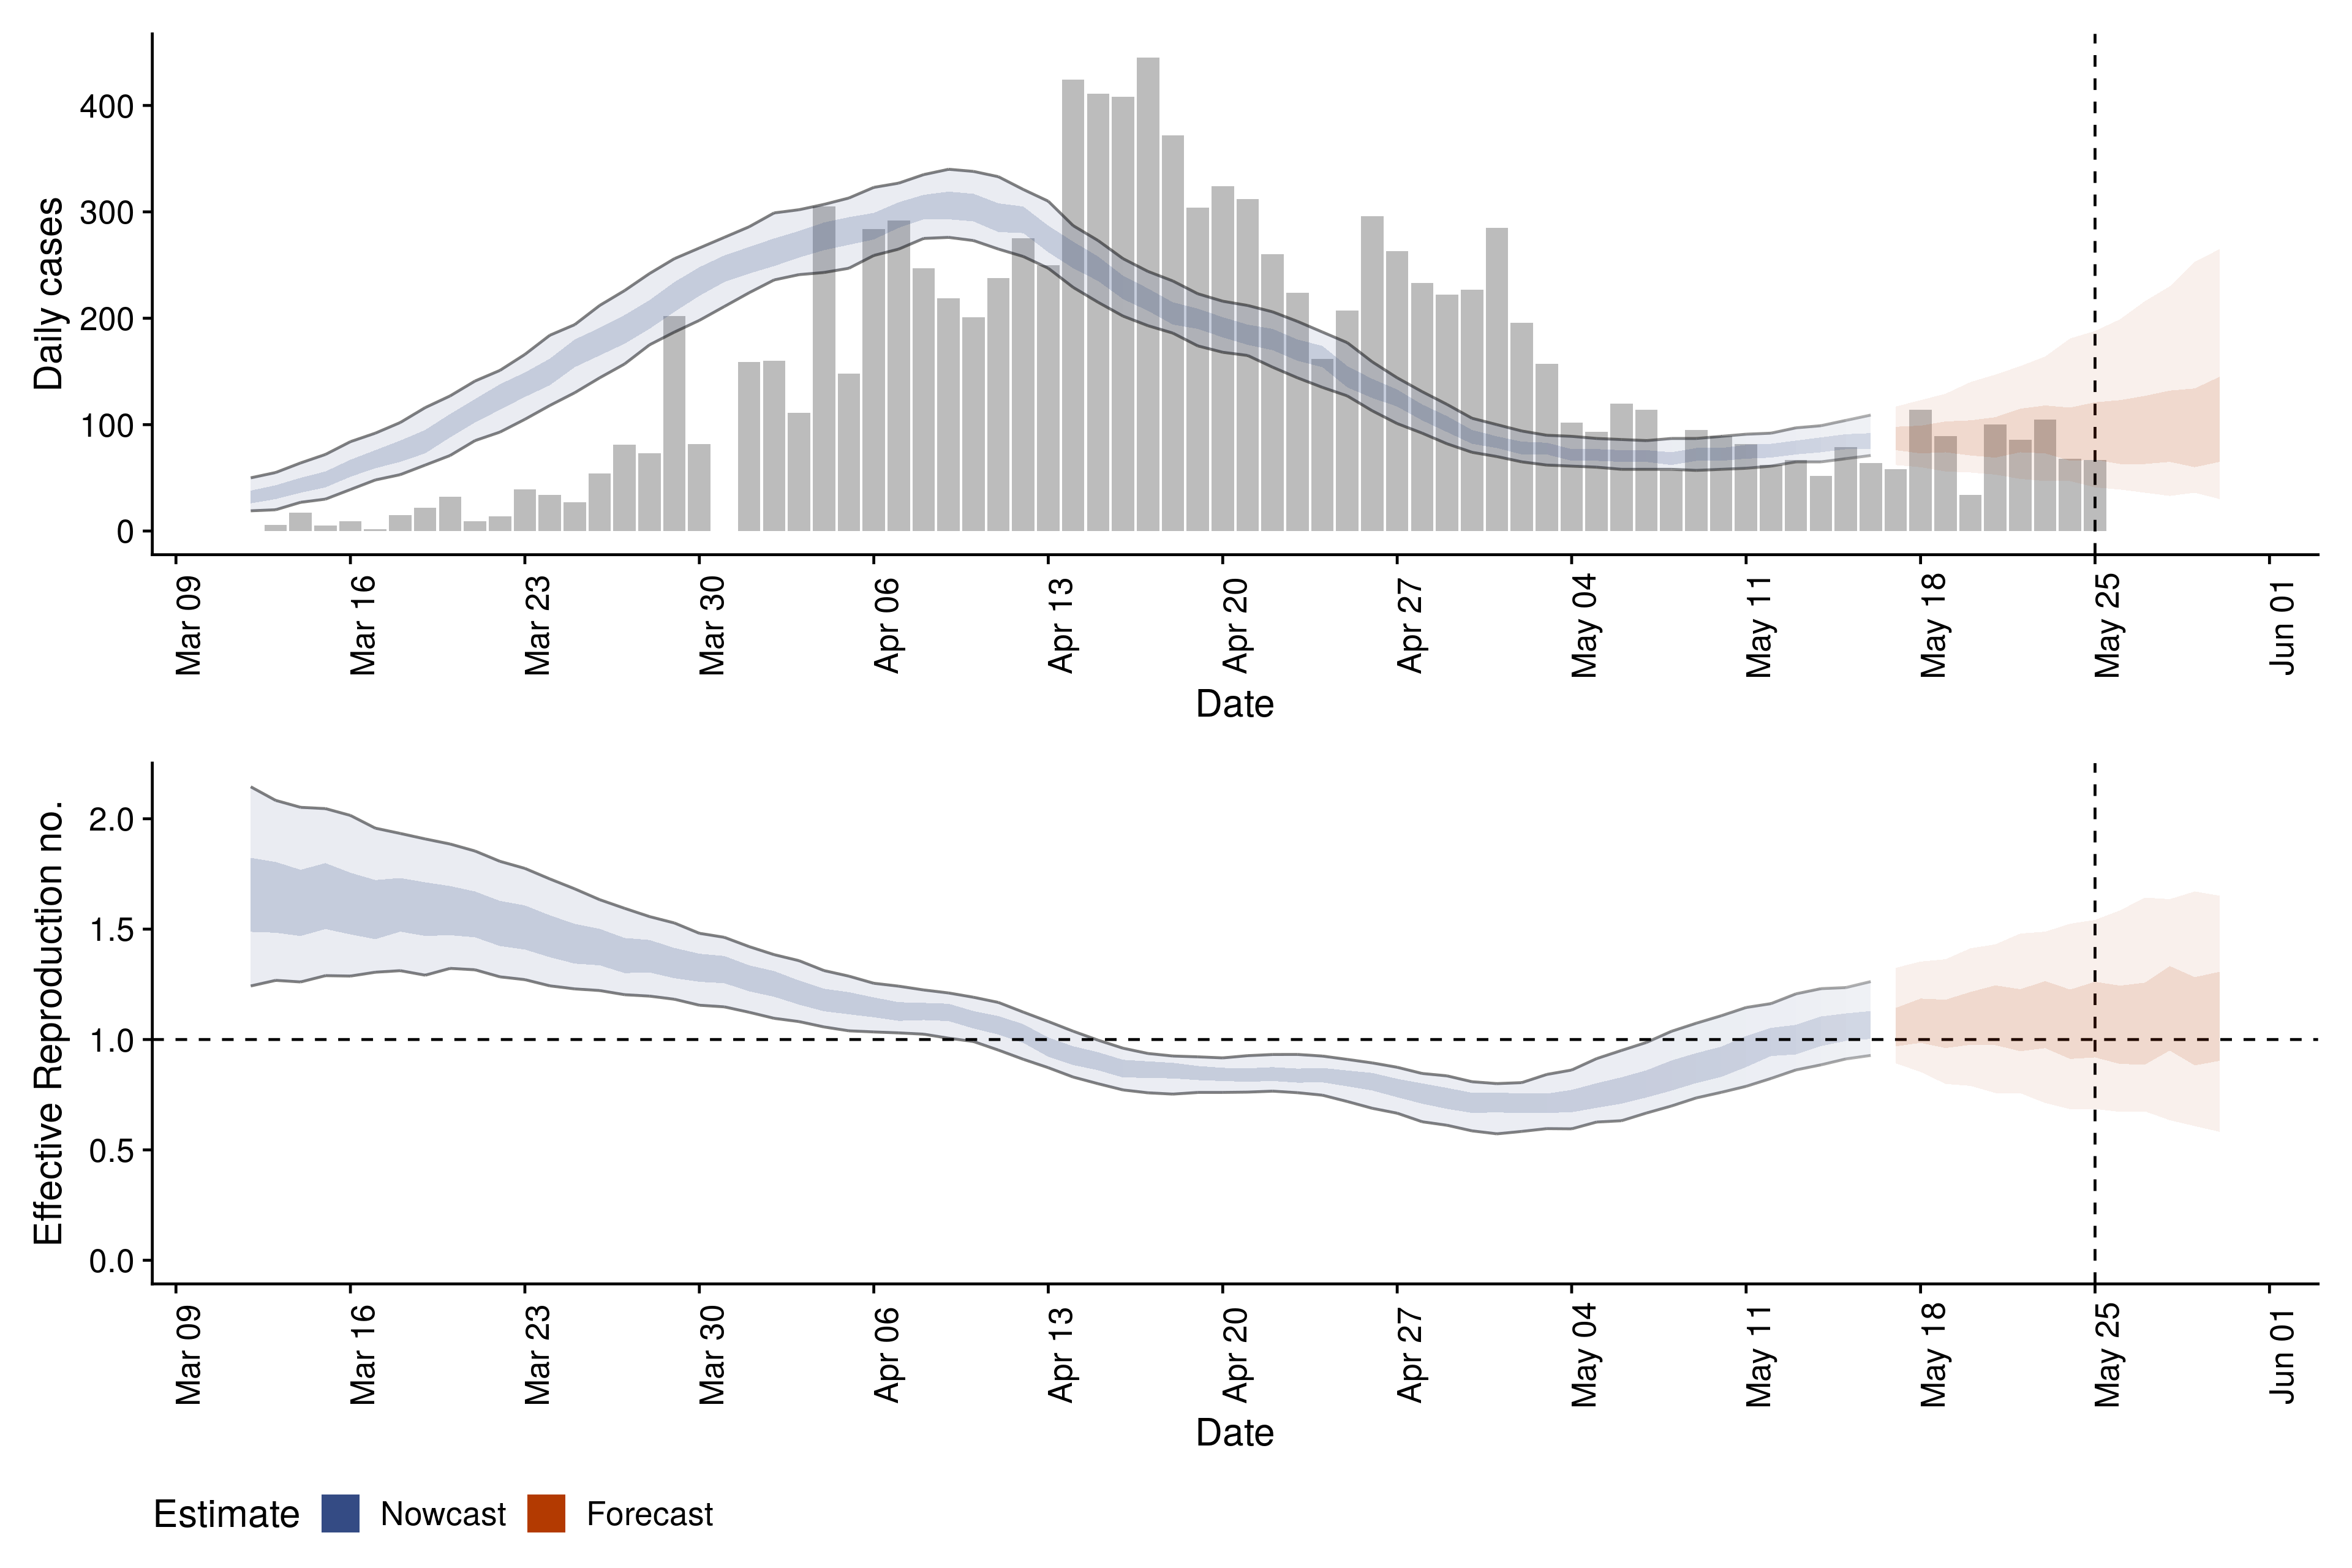 Daily cases
400
300
200
100
0
Mar 09
Mar 16
Mar 23
Mar 30
Apr 06
Apr 13
Apr 20
Apr 27
May 04
May 11
May 18
May 25
Jun 01
Date
Effective Reproduction no.
2.0
1.5
1.0
0.5
0.0
Mar 09
Mar 16
Mar 23
Mar 30
Apr 06
Apr 13
Apr 20
Apr 27
May 04
May 11
May 18
May 25
Jun 01
Date
Estimate Nowcast Forecast